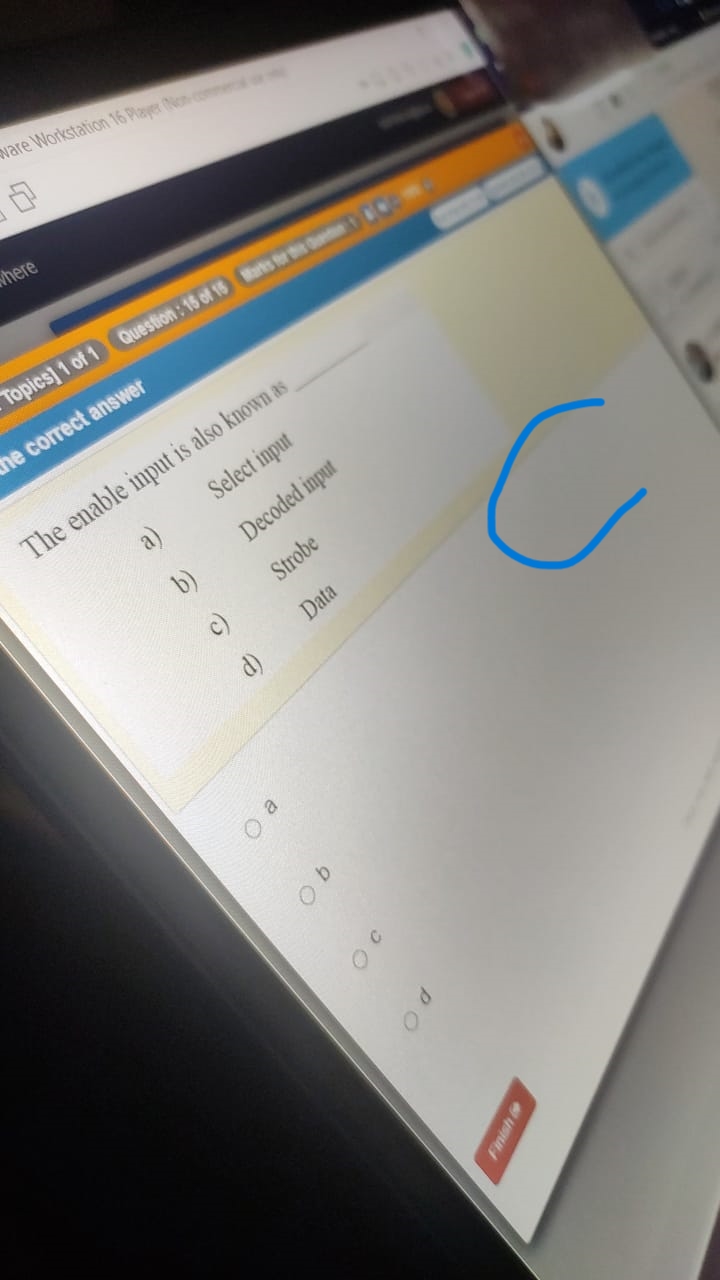 ware Workstation 16 Player (Non-commercial use only)
where
Topics] 1 of 1 Question : 16 of 16 Marks for this Question : 1
the correct answer
The enable input is also known as ________
a) Select input
b) Decoded input
c) Strobe
d) Data
a
b
c
d
Finish
C